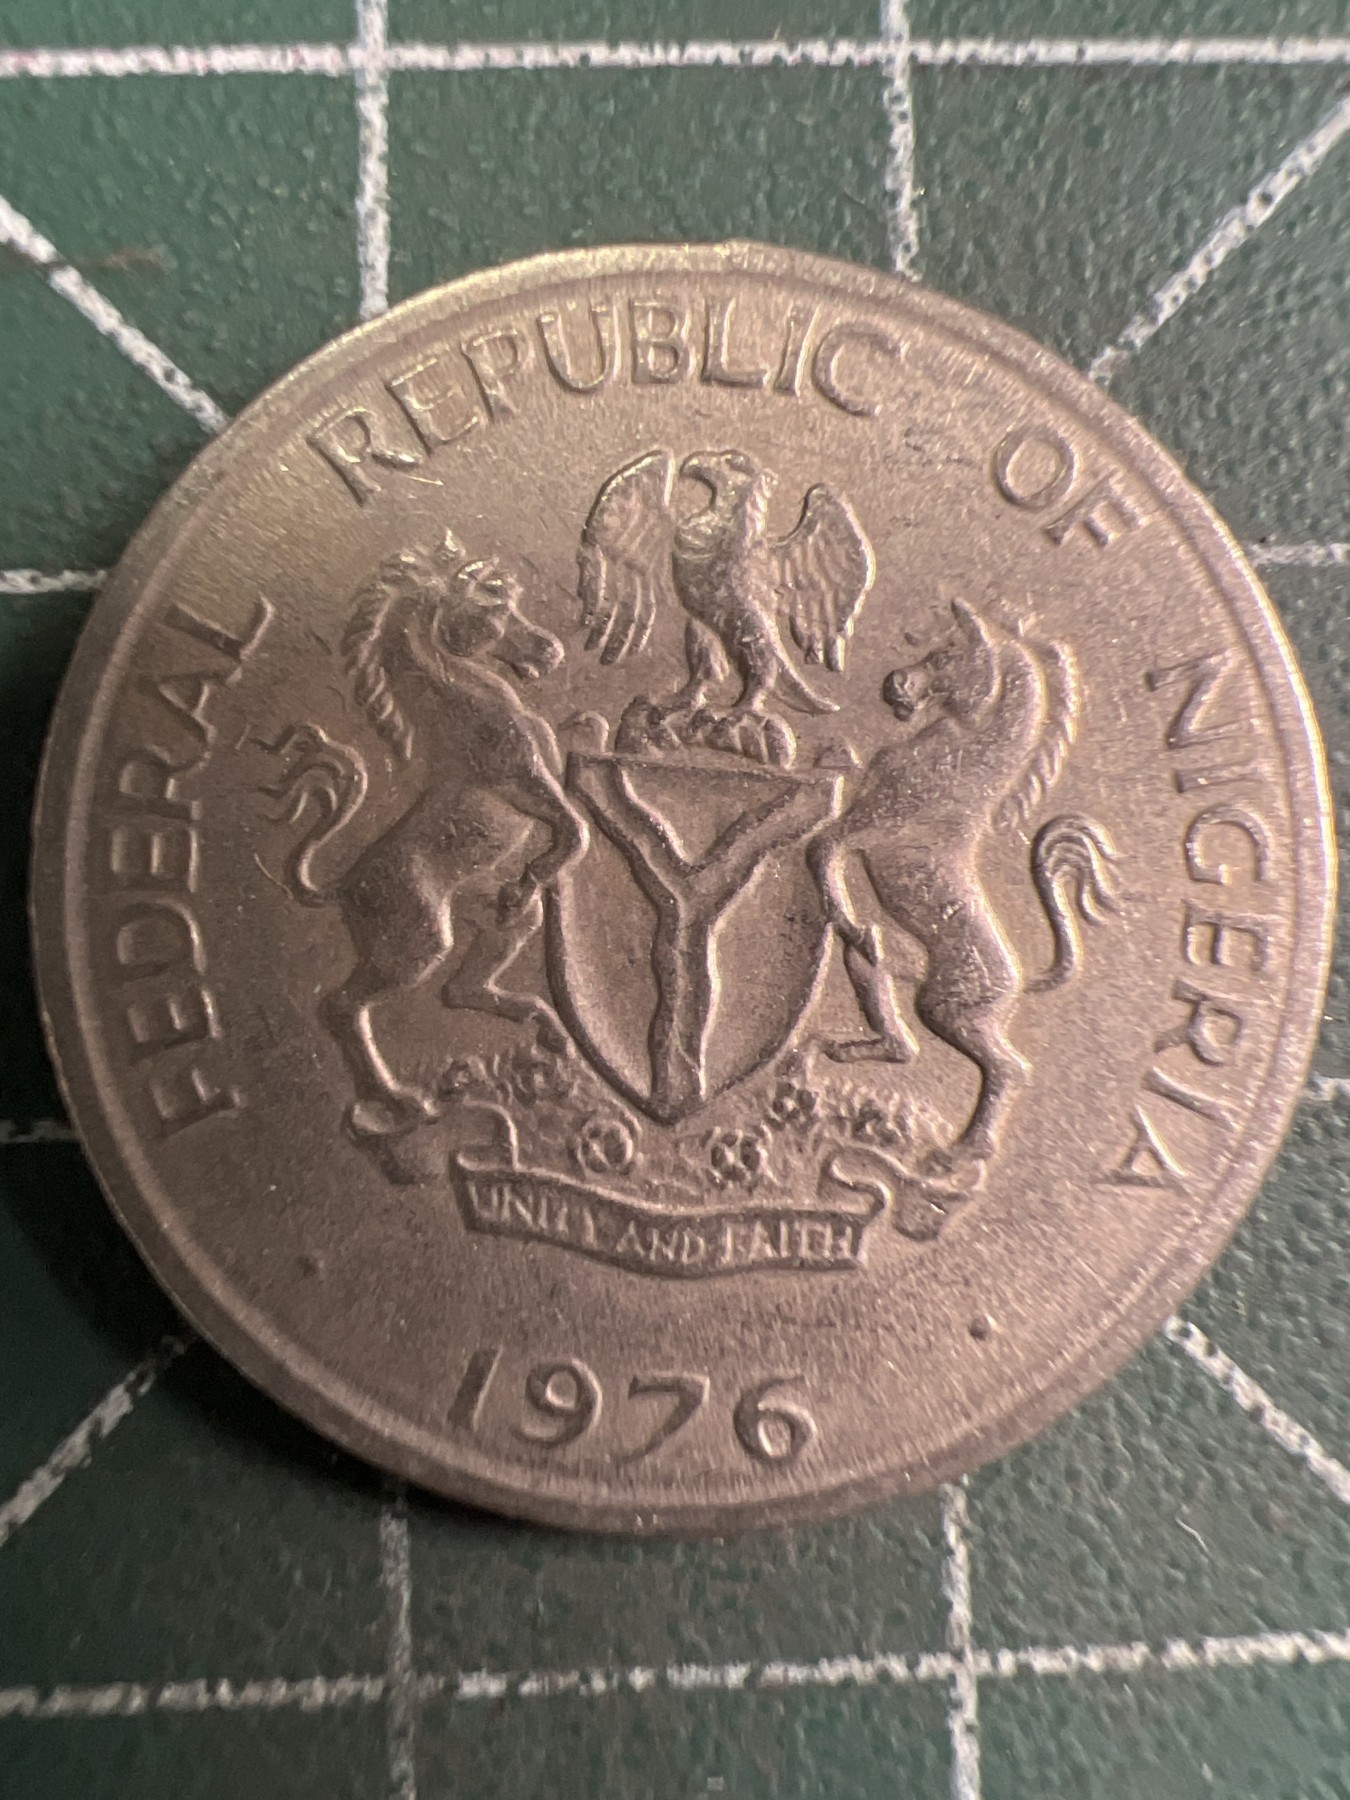 FEDERAL REPUBLIC OF NIGERIA
UNITY AND FAITH
1976